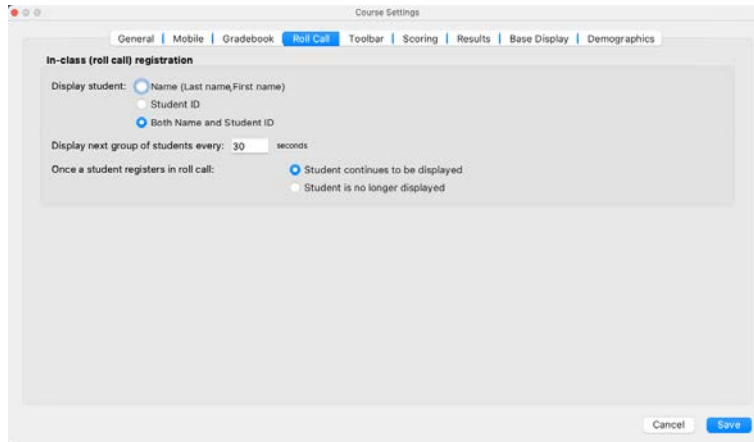 Course Settings
General Mobile Gradebook Roll Call Toolbar Scoring Results Base Display Demographics
In-class (roll call) registration
Display student: Name (Last name,First name)
Student ID
Both Name and Student ID
Display next group of students every: 30 seconds
Once a student registers in roll call: Student continues to be displayed
Student is no longer displayed
Cancel Save